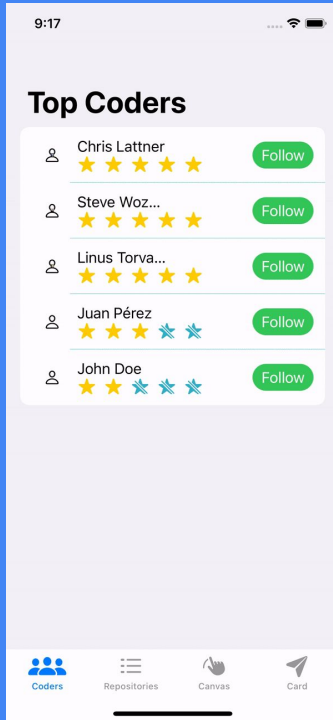 9:17
Top Coders
Chris Lattner
Follow
Steve Woz...
Follow
Linus Torva...
Follow
Juan Pérez
Follow
John Doe
Follow
Coders Repositories Canvas Card